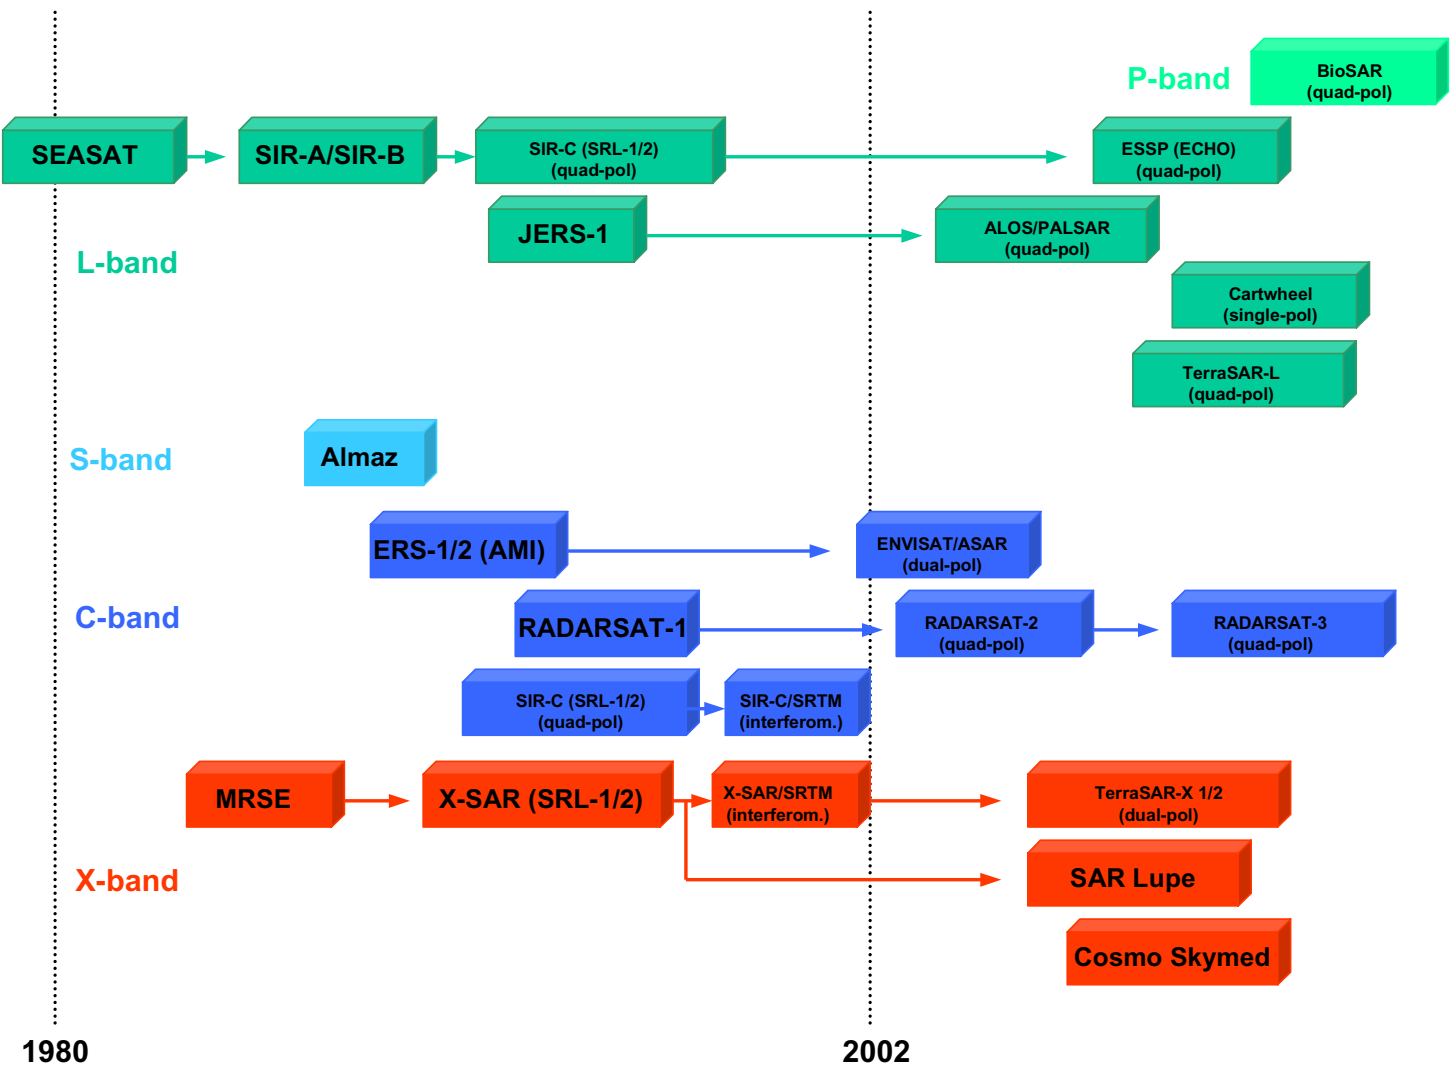 P-band
BioSAR
(quad-pol)
SEASAT
SIR-A/SIR-B
SIR-C (SRL-1/2)
(quad-pol)
ESSP (ECHO)
(quad-pol)
JERS-1
ALOS/PALSAR
(quad-pol)
L-band
Cartwheel
(single-pol)
TerraSAR-L
(quad-pol)
S-band
Almaz
ERS-1/2 (AMI)
ENVISAT/ASAR
(dual-pol)
C-band
RADARSAT-1
RADARSAT-2
(quad-pol)
RADARSAT-3
(quad-pol)
SIR-C (SRL-1/2)
(quad-pol)
SIR-C/SRTM
(interferom.)
MRSE
X-SAR (SRL-1/2)
X-SAR/SRTM
(interferom.)
TerraSAR-X 1/2
(dual-pol)
X-band
SAR Lupe
Cosmo Skymed
1980
2002